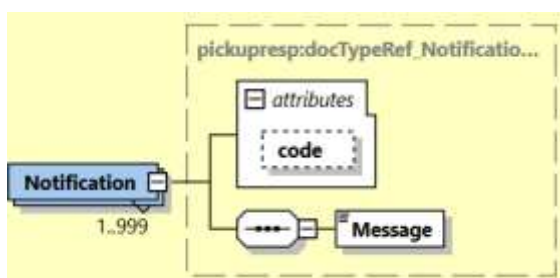 pickupresp:docTypeRef_Notificatio...
attributes
code
Notification
1..999
Message